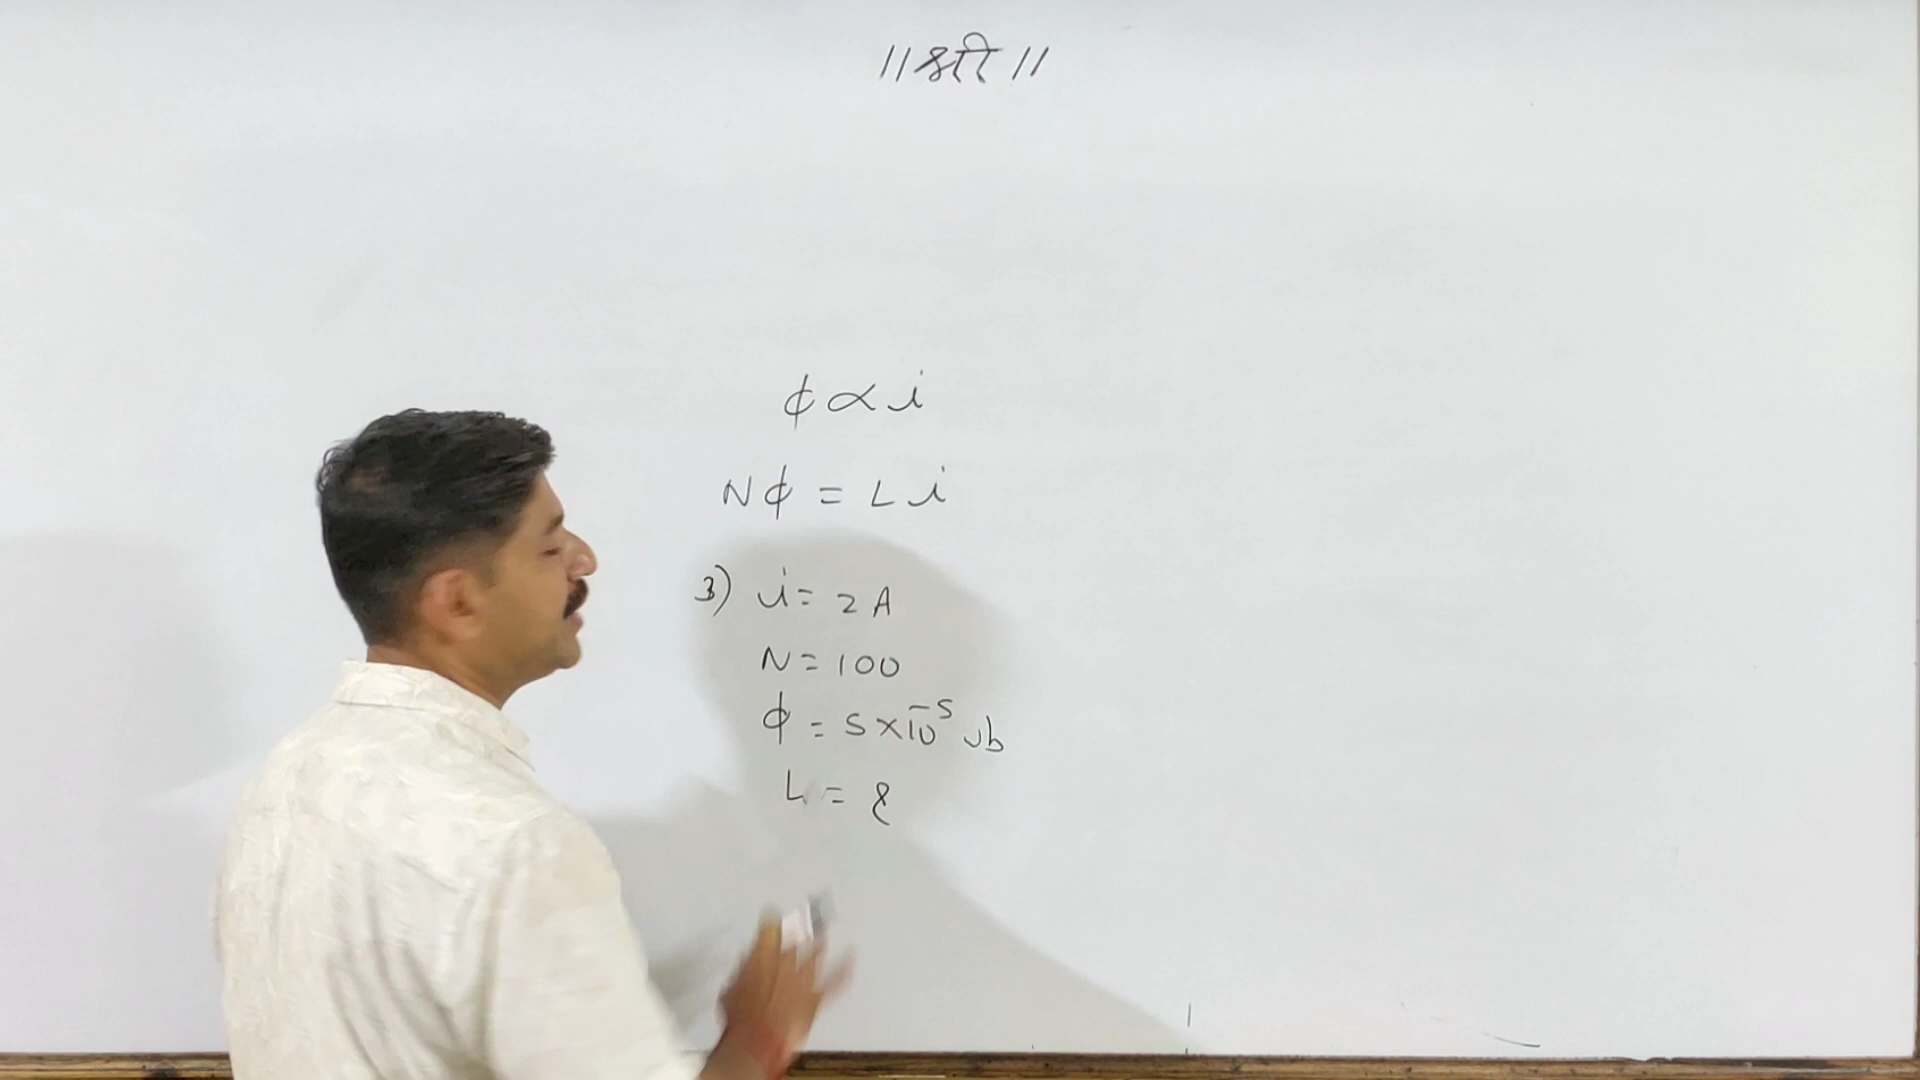 ॥श्री॥
ϕ ∝ i
Nϕ = Li
3) i = 2A
N = 100
ϕ = 5×10⁻⁵ wb
L = ?